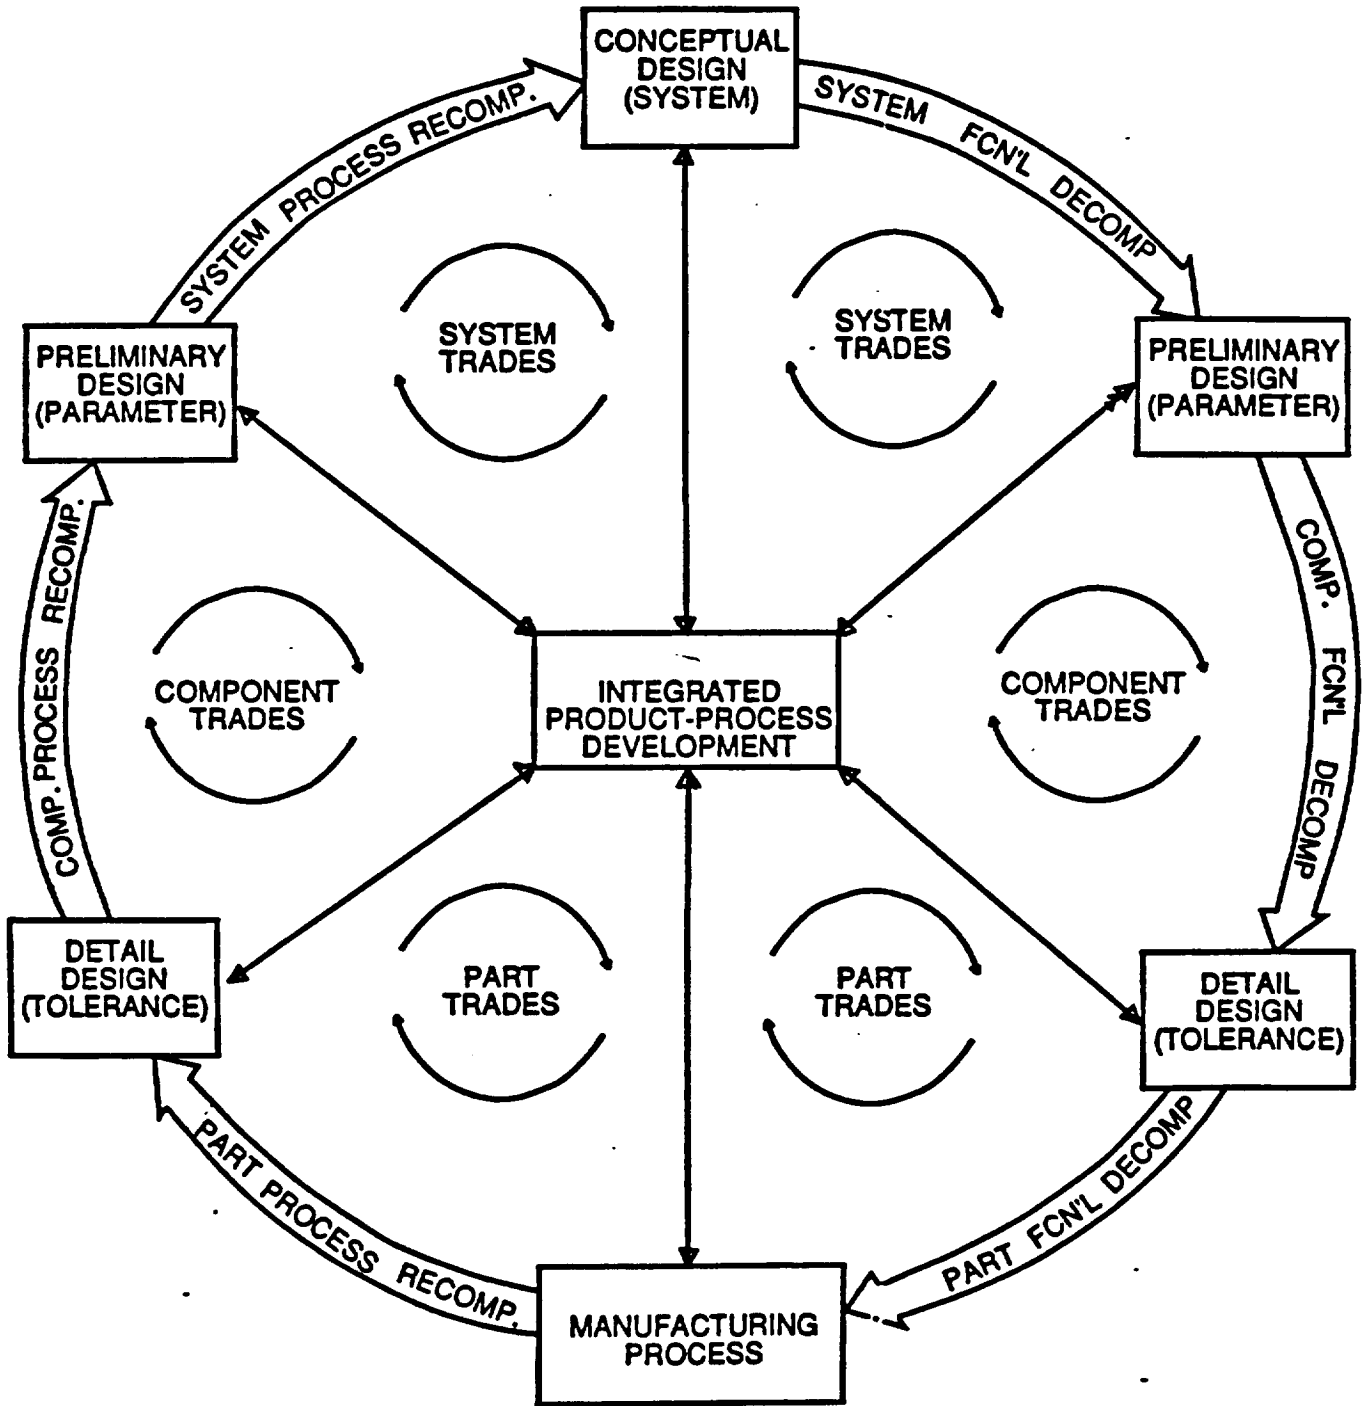 CONCEPTUAL
DESIGN
(SYSTEM)
SYSTEM PROCESS RECOMP.
SYSTEM FCN'L DECOMP
SYSTEM
TRADES
SYSTEM
TRADES
PRELIMINARY
DESIGN
(PARAMETER)
PRELIMINARY
DESIGN
(PARAMETER)
COMP. PROCESS RECOMP.
COMP. FCN'L DECOMP
COMPONENT
TRADES
INTEGRATED
PRODUCT-PROCESS
DEVELOPMENT
COMPONENT
TRADES
DETAIL
DESIGN
(TOLERANCE)
PART
TRADES
PART
TRADES
DETAIL
DESIGN
(TOLERANCE)
PART PROCESS RECOMP.
PART FCN'L DECOMP
MANUFACTURING
PROCESS